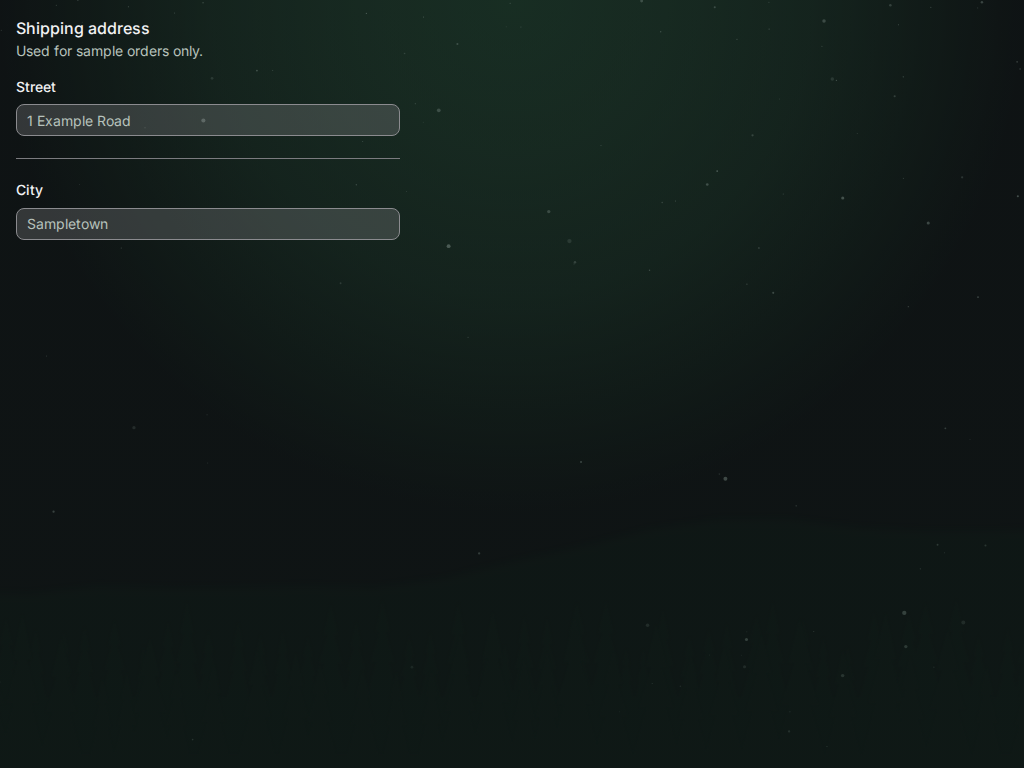 Shipping address
Used for sample orders only.
Street
1 Example Road
City
Sampletown